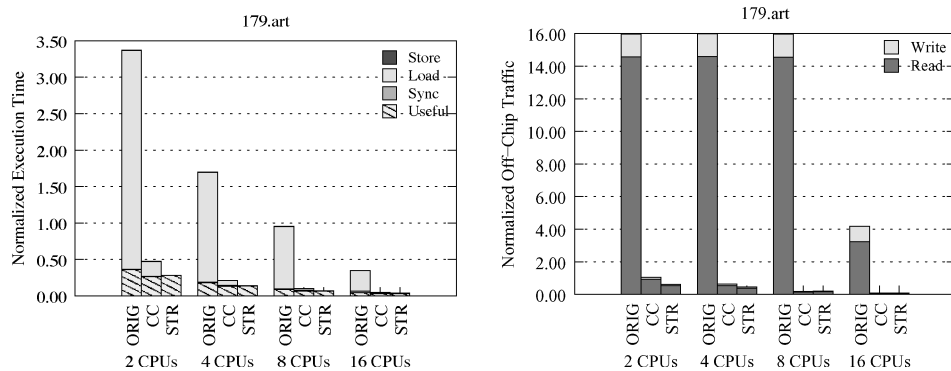 179.art
Normalized Execution Time
3.50
3.00
2.50
2.00
1.50
1.00
0.50
0.00
Store
Load
Sync
Useful
ORIG CC STR ORIG CC STR ORIG CC STR ORIG CC STR
2 CPUs 4 CPUs 8 CPUs 16 CPUs
179.art
Normalized Off−Chip Traffic
16.00
14.00
12.00
10.00
8.00
6.00
4.00
2.00
0.00
Write
Read
ORIG CC STR ORIG CC STR ORIG CC STR ORIG CC STR
2 CPUs 4 CPUs 8 CPUs 16 CPUs